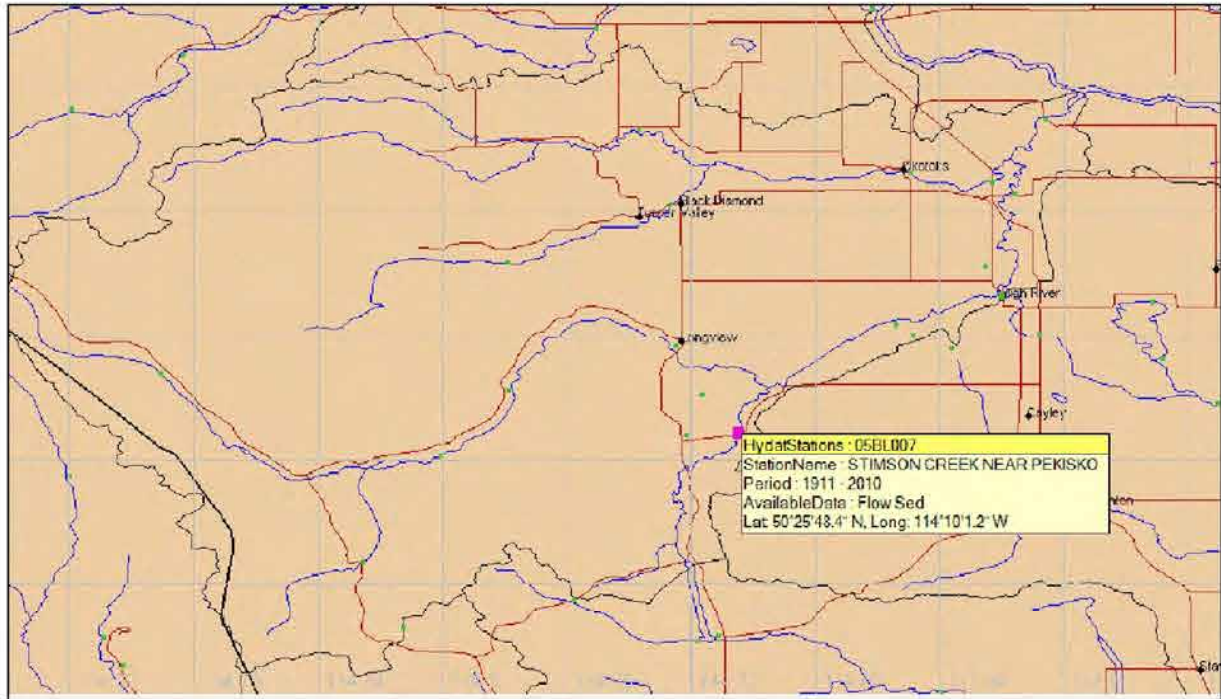 Okotoks
Black Diamond
Turner Valley
High River
Longview
Cayley
HydatStations : 05BL007
StationName : STIMSON CREEK NEAR PEKISKO
Period : 1911 - 2010
AvailableData : Flow Sed
Lat: 50°25'48.4" N, Long: 114°10'1.2" W